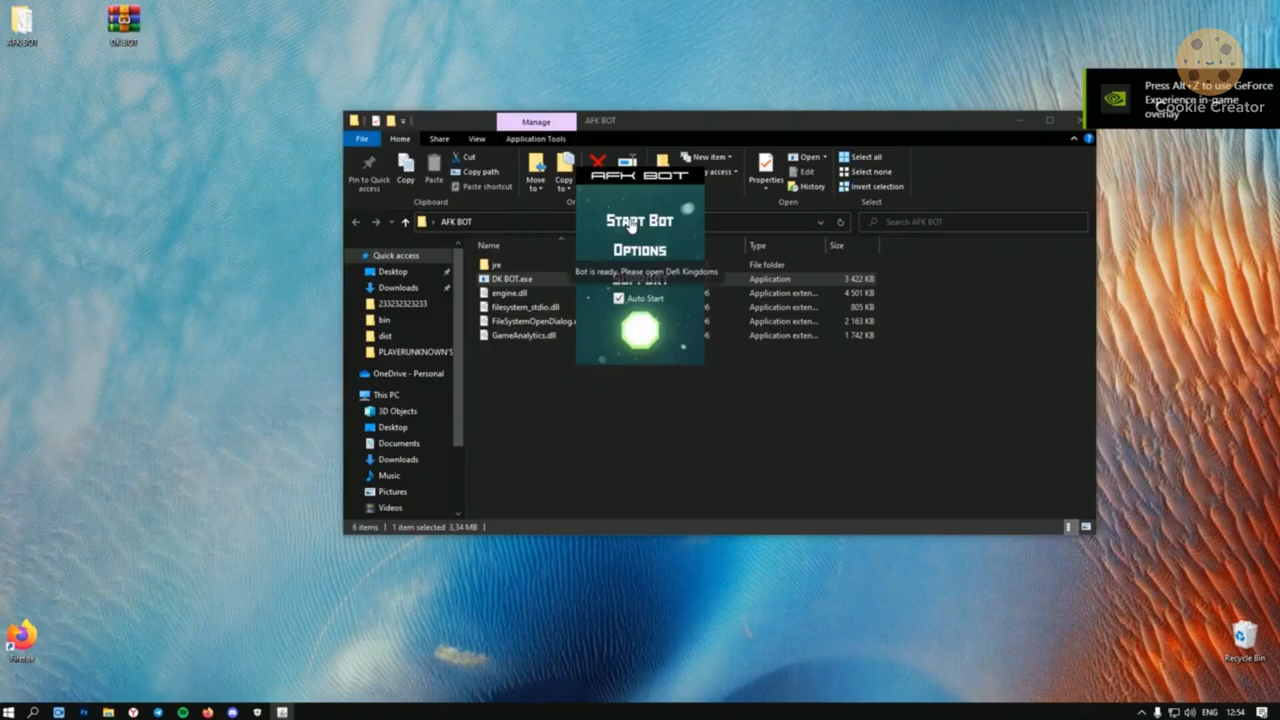 AFK BOT
DK BOT
Press Alt+Z to use GeForce
Experience in-game
overlay
Cookie Creator
Manage
AFK BOT
File
Home
Share
View
Application Tools
Pin to Quick
access
Copy
Paste
Cut
Copy path
Paste shortcut
Move
to
Copy
to
New item
Properties
Open
Edit
History
Select all
Select none
Invert selection
Clipboard
Open
Select
AFK BOT
Search AFK BOT
Name
Type
Size
Quick access
Desktop
Downloads
233232323233
bin
dist
PLAYERUNKNOWN'S
OneDrive - Personal
This PC
3D Objects
Desktop
Documents
Downloads
Music
Pictures
Videos
jre
File folder
DK BOT.exe
Application
3 422 KB
engine.dll
Application exten...
4 501 KB
filesystem_stdio.dll
Application exten...
805 KB
FileSystemOpenDialog.
Application exten...
2 163 KB
GameAnalytics.dll
Application exten...
1 742 KB
AFK BOT
Start Bot
Options
Bot is ready. Please open Defi Kingdoms
Auto Start
6 items
1 item selected 3,34 MB
Firefox
Recycle Bin
ENG
12:54